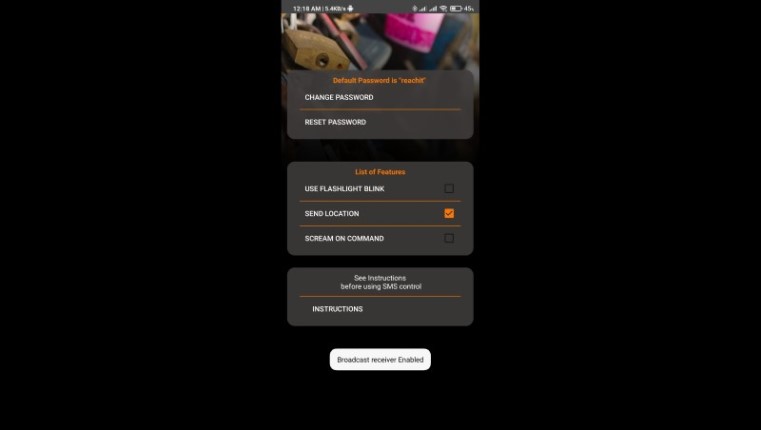 12:18 AM | 5.4KB/s
45
Default Password is "reachit"
CHANGE PASSWORD
RESET PASSWORD
List of Features
USE FLASHLIGHT BLINK
SEND LOCATION
SCREAM ON COMMAND
See Instructions
before using SMS control
INSTRUCTIONS
Broadcast receiver Enabled